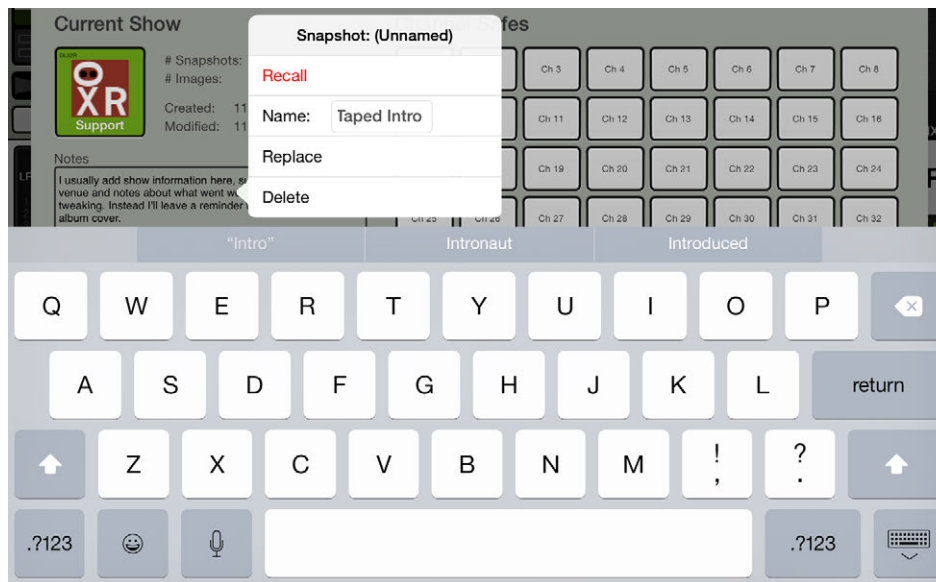 Current Show
Channel Safes
Snapshot: (Unnamed)
# Snapshots:
# Images:
Recall
XR
Support
Created: 11
Modified: 11
Name: Taped Intro
Replace
Delete
Notes
I usually add show information here, su
venue and notes about what went w
tweaking. Instead I'll leave a reminder
album cover.
Ch 3
Ch 4
Ch 5
Ch 6
Ch 7
Ch 8
Ch 11
Ch 12
Ch 13
Ch 14
Ch 15
Ch 16
Ch 19
Ch 20
Ch 21
Ch 22
Ch 23
Ch 24
Ch 25
Ch 26
Ch 27
Ch 28
Ch 29
Ch 30
Ch 31
Ch 32
“Intro”
Intronaut
Introduced
Q W E R T Y U I O P
A S D F G H J K L return
Z X C V B N M ! , ? .
.?123 .?123